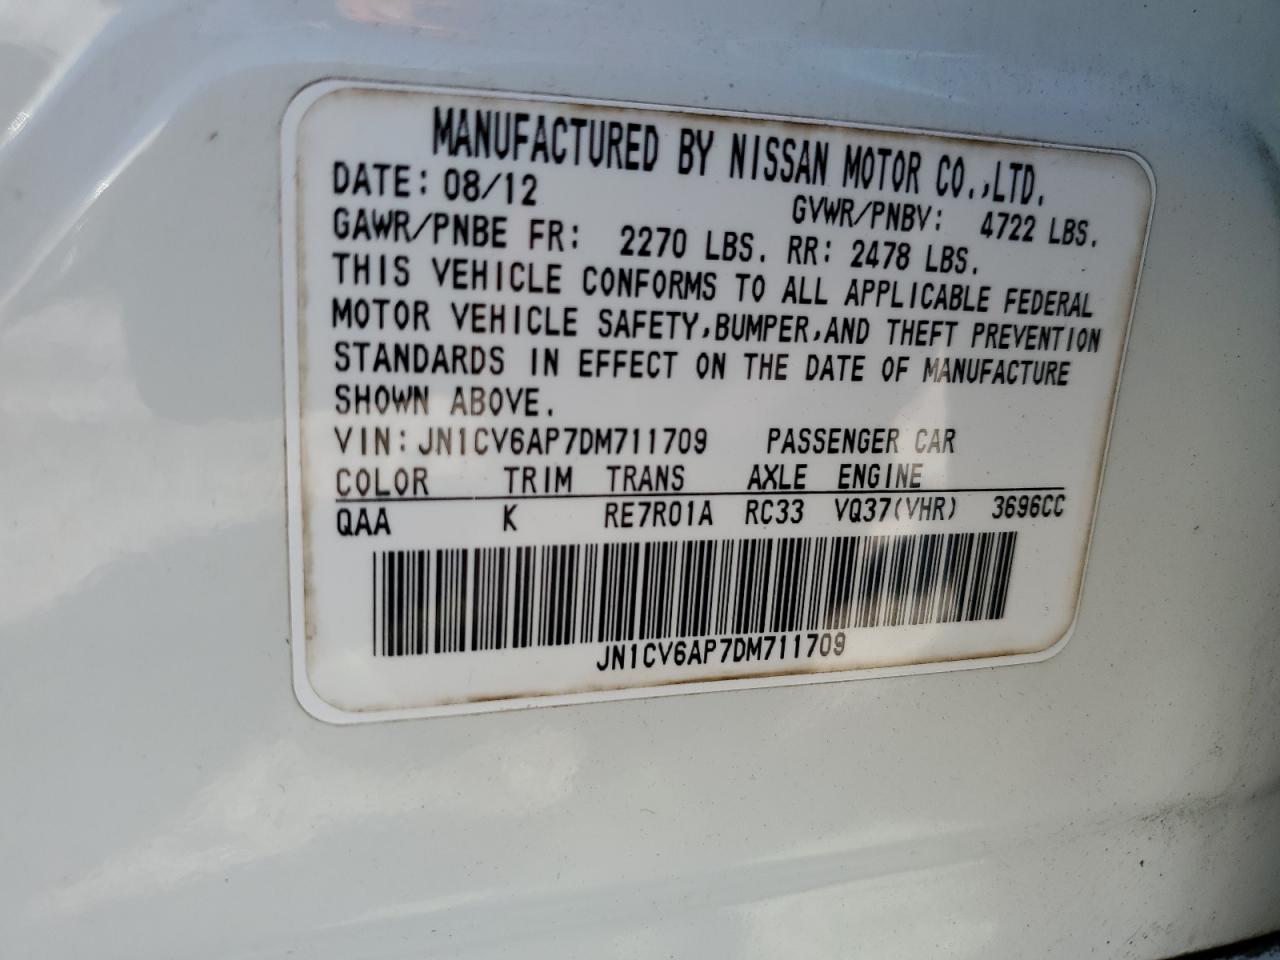 MANUFACTURED BY NISSAN MOTOR CO.,LTD.
DATE: 08/12 GVWR/PNBV: 4722 LBS.
GAWR/PNBE FR: 2270 LBS. RR: 2478 LBS.
THIS VEHICLE CONFORMS TO ALL APPLICABLE FEDERAL
MOTOR VEHICLE SAFETY,BUMPER,AND THEFT PREVENTION
STANDARDS IN EFFECT ON THE DATE OF MANUFACTURE
SHOWN ABOVE.
VIN: JN1CV6AP7DM711709 PASSENGER CAR
COLOR TRIM TRANS AXLE ENGINE
QAA K RE7R01A RC33 VQ37(VHR) 3696CC
JN1CV6AP7DM711709